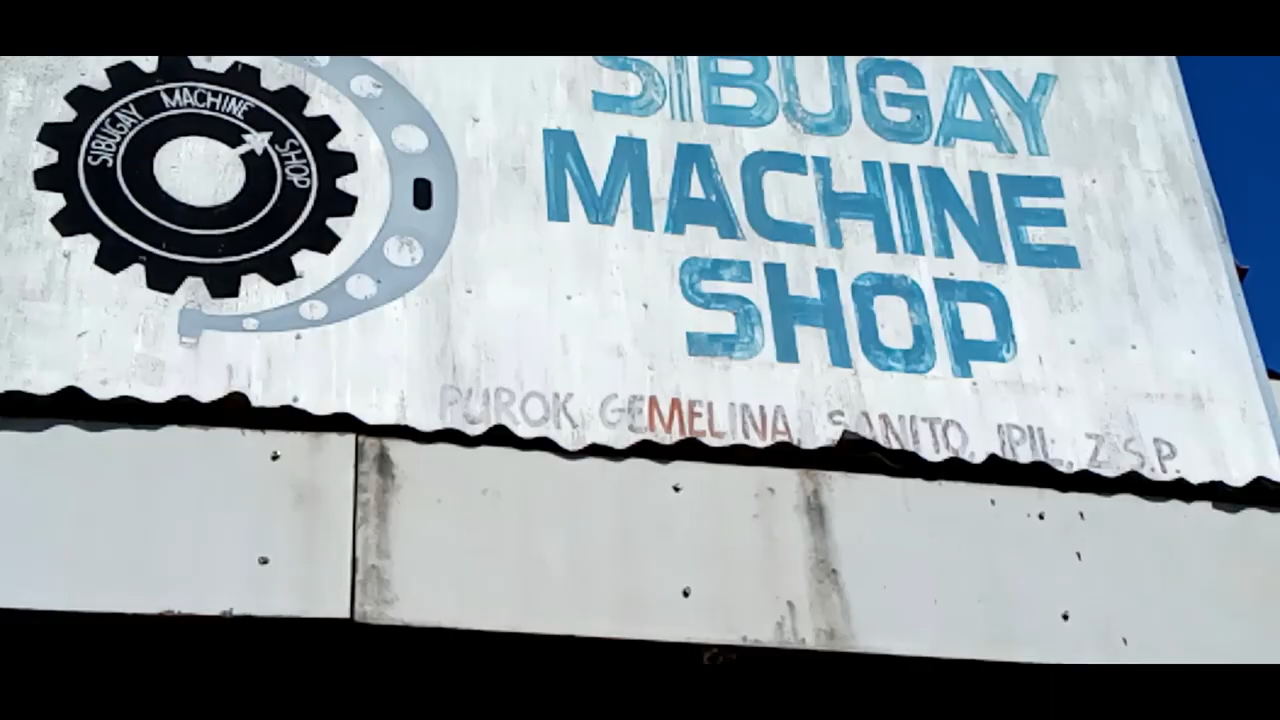 SIBUGAY MACHINE SHOP
SIBUGAY
MACHINE
SHOP
PUROK GEMELINA, SANITO, IPIL, Z.S.P.